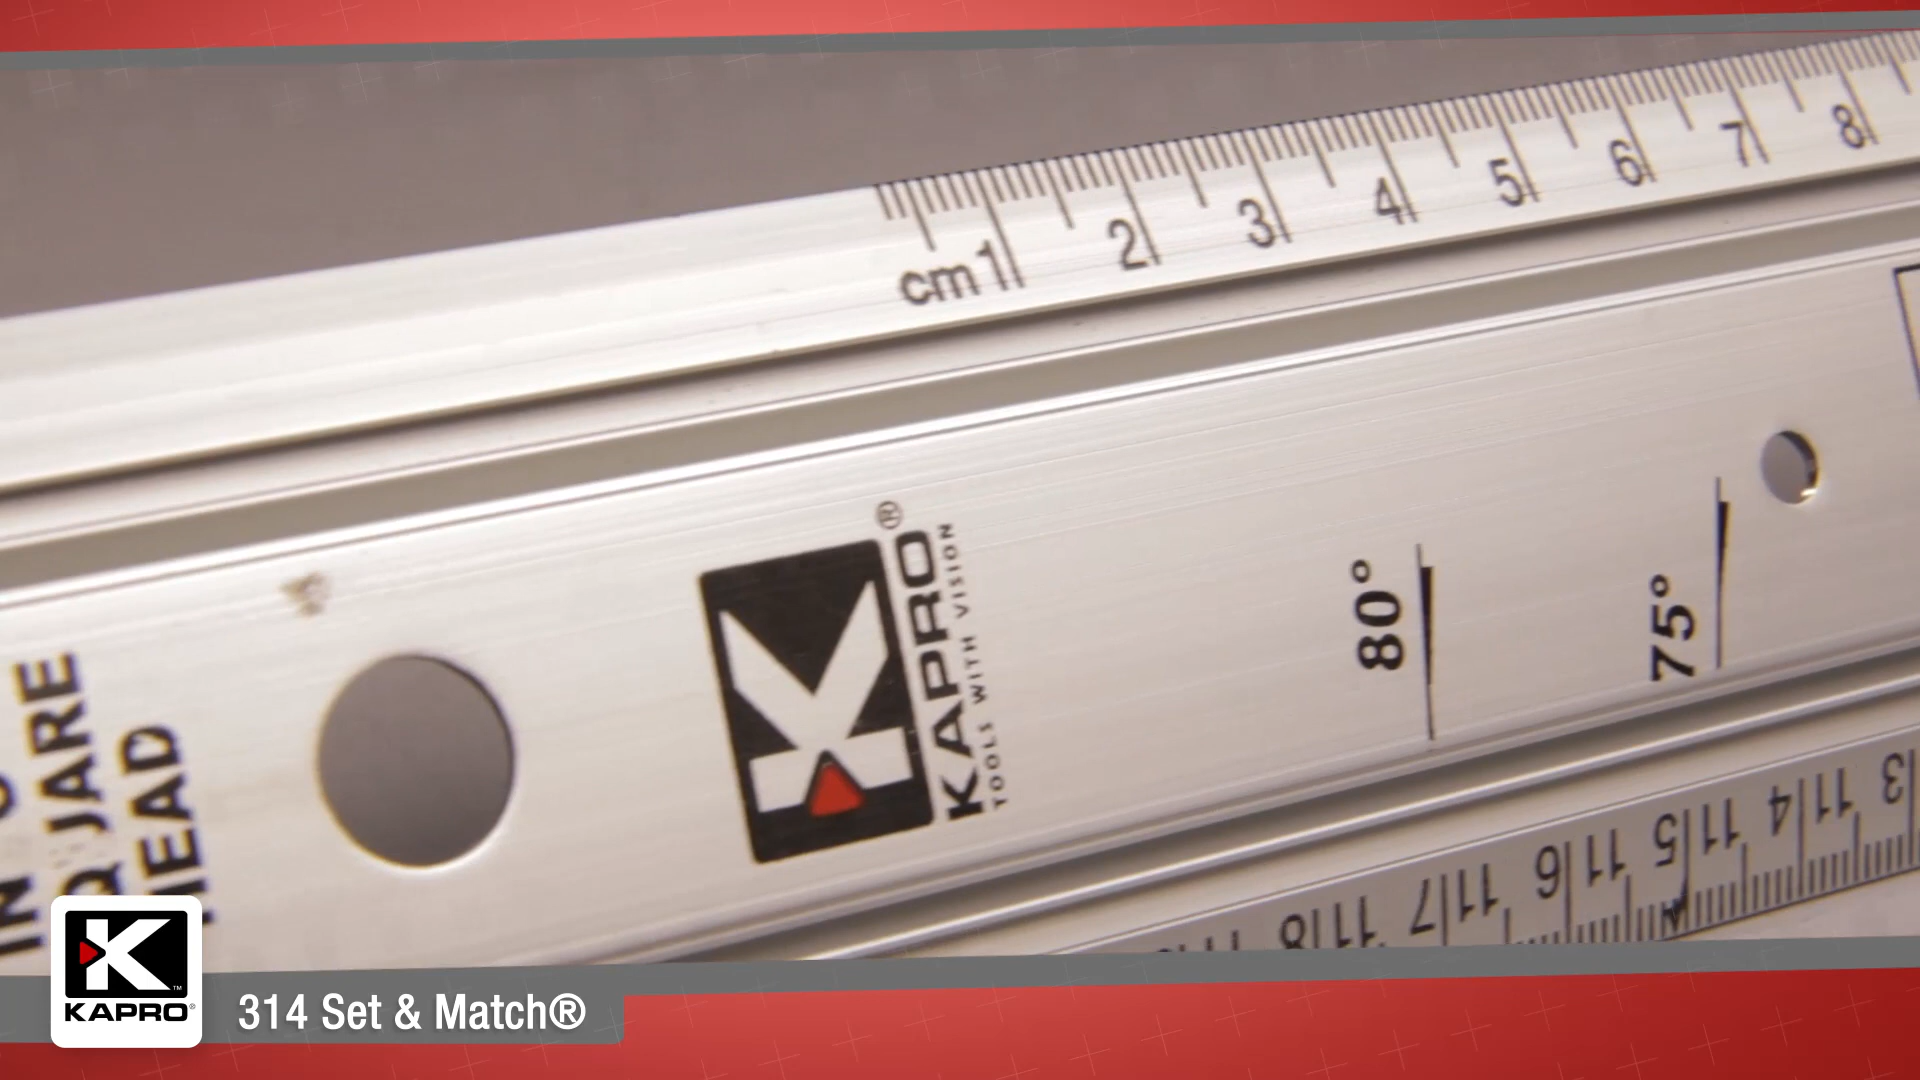 cm 1 2 3 4 5 6 7 8
KAPRO®
TOOLS WITH VISION
80°
75°
IN
HEAD
118 117 116 115 114 113
KAPRO®
314 Set & Match®